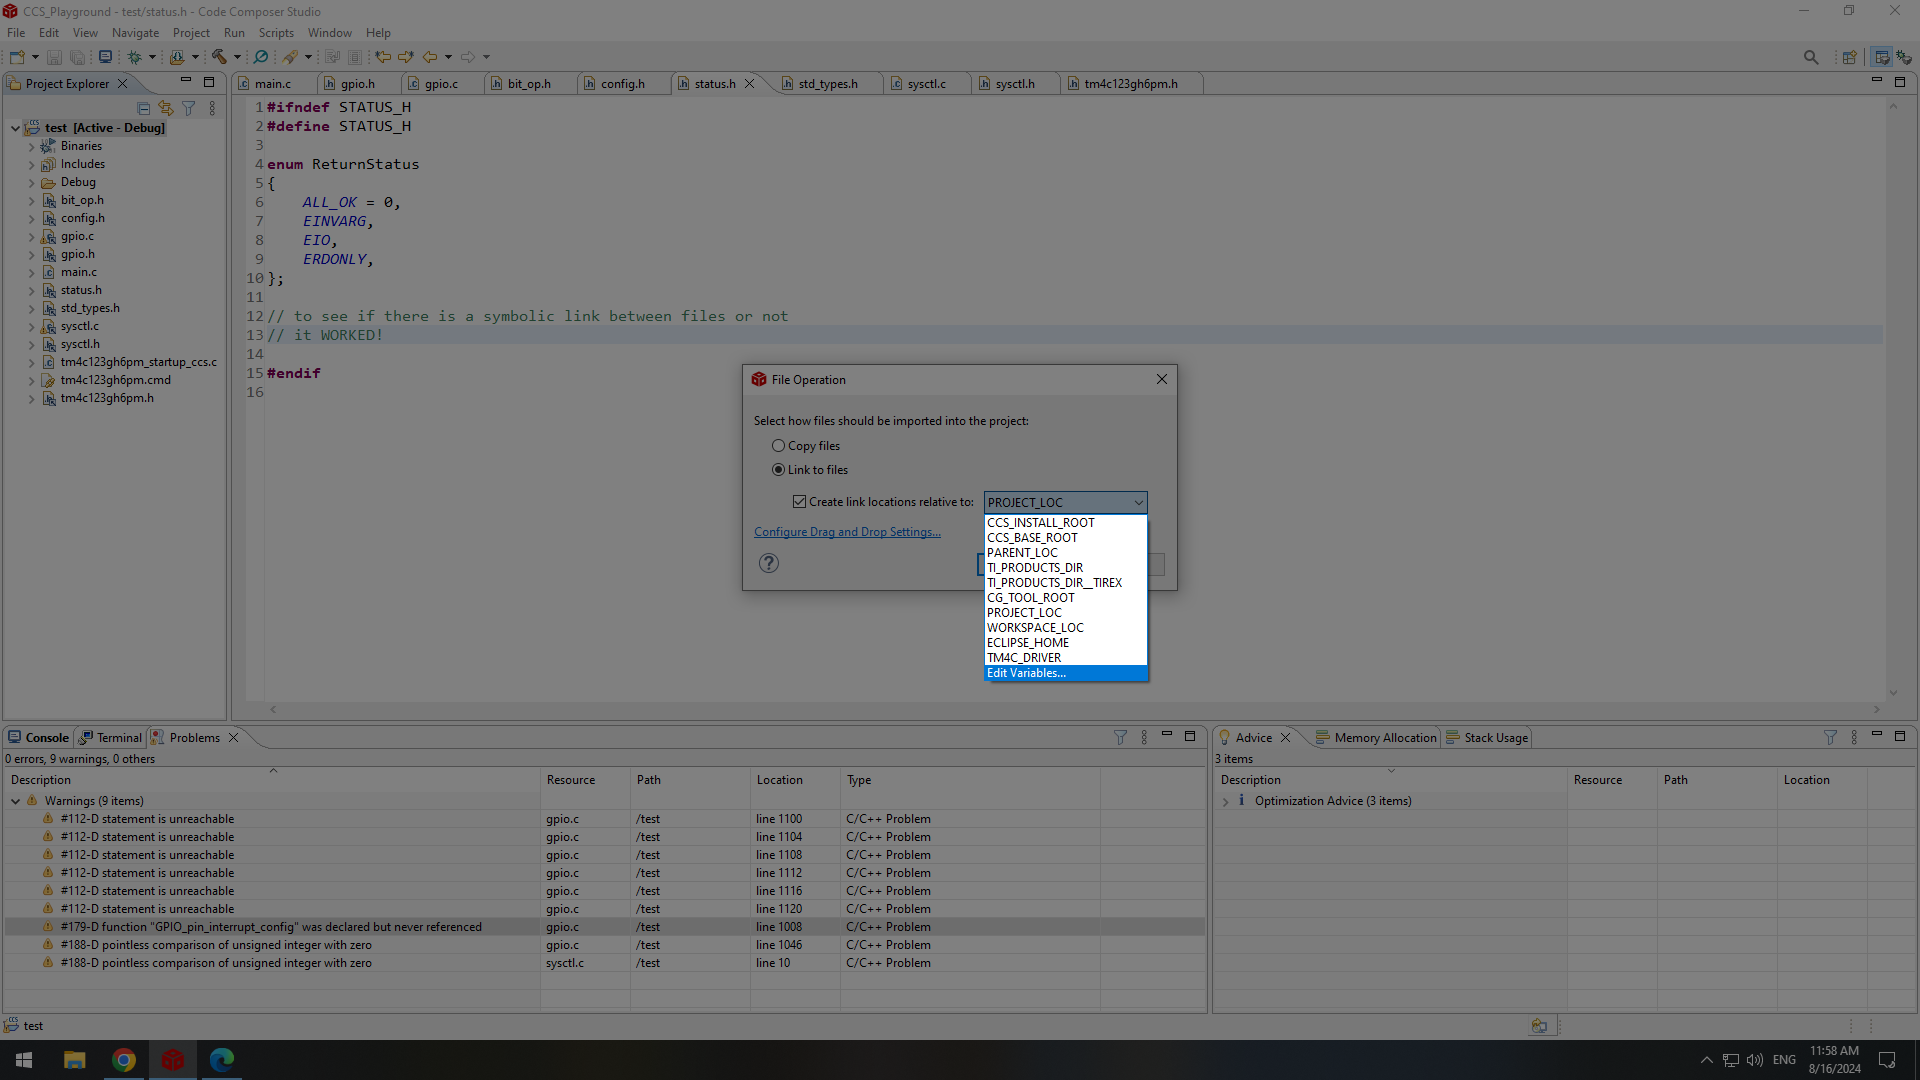 CCS_Playground - test/status.h - Code Composer Studio
File Edit View Navigate Project Run Scripts Window Help
Project Explorer
main.c gpio.h gpio.c bit_op.h config.h status.h std_types.h sysctl.c sysctl.h tm4c123gh6pm.h
test [Active - Debug]
Binaries
Includes
Debug
bit_op.h
config.h
gpio.c
gpio.h
main.c
status.h
std_types.h
sysctl.c
sysctl.h
tm4c123gh6pm_startup_ccs.c
tm4c123gh6pm.cmd
tm4c123gh6pm.h
1 #ifndef STATUS_H
2 #define STATUS_H
3
4 enum ReturnStatus
5 {
6 ALL_OK = 0,
7 EINVARG,
8 EIO,
9 ERDONLY,
10 };
11
12 // to see if there is a symbolic link between files or not
13 // it WORKED!
14
15 #endif
16
File Operation
Select how files should be imported into the project:
Copy files
Link to files
Create link locations relative to: PROJECT_LOC
Configure Drag and Drop Settings...
?
CCS_INSTALL_ROOT
CCS_BASE_ROOT
PARENT_LOC
TI_PRODUCTS_DIR
TI_PRODUCTS_DIR__TIREX
CG_TOOL_ROOT
PROJECT_LOC
WORKSPACE_LOC
ECLIPSE_HOME
TM4C_DRIVER
Edit Variables...
Console Terminal Problems
0 errors, 9 warnings, 0 others
Description Resource Path Location Type
Warnings (9 items)
#112-D statement is unreachable gpio.c /test line 1100 C/C++ Problem
#112-D statement is unreachable gpio.c /test line 1104 C/C++ Problem
#112-D statement is unreachable gpio.c /test line 1108 C/C++ Problem
#112-D statement is unreachable gpio.c /test line 1112 C/C++ Problem
#112-D statement is unreachable gpio.c /test line 1116 C/C++ Problem
#112-D statement is unreachable gpio.c /test line 1120 C/C++ Problem
#179-D function "GPIO_pin_interrupt_config" was declared but never referenced gpio.c /test line 1008 C/C++ Problem
#188-D pointless comparison of unsigned integer with zero gpio.c /test line 1046 C/C++ Problem
#188-D pointless comparison of unsigned integer with zero sysctl.c /test line 10 C/C++ Problem
Advice Memory Allocation Stack Usage
3 items
Description Resource Path Location
Optimization Advice (3 items)
test
ENG
11:58 AM
8/16/2024